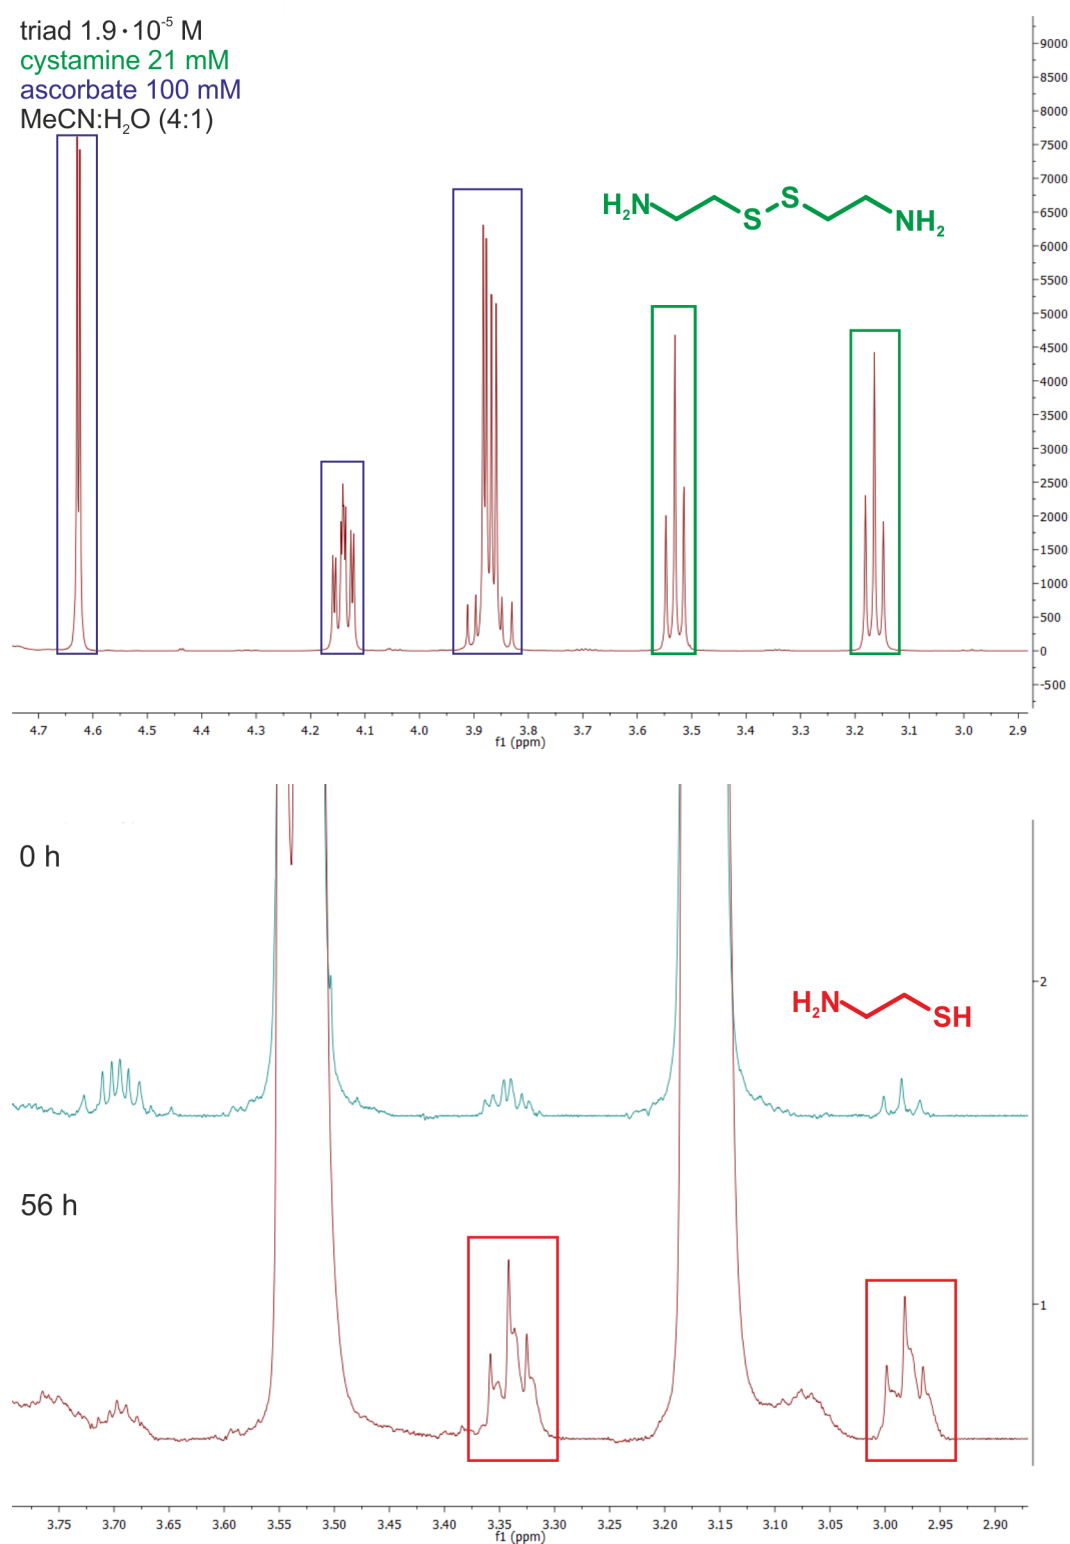 triad 1.9·10⁻⁵ M
cystamine 21 mM
ascorbate 100 mM
MeCN:H₂O (4:1)
9000
8500
8000
7500
7000
6500
6000
5500
5000
4500
4000
3500
3000
2500
2000
1500
1000
500
0
-500
H₂N S S NH₂
4.7 4.6 4.5 4.4 4.3 4.2 4.1 4.0 3.9 3.8 3.7 3.6 3.5 3.4 3.3 3.2 3.1 3.0 2.9
f1 (ppm)
0 h
2
H₂N SH
56 h
1
3.75 3.70 3.65 3.60 3.55 3.50 3.45 3.40 3.35 3.30 3.25 3.20 3.15 3.10 3.05 3.00 2.95 2.90
f1 (ppm)